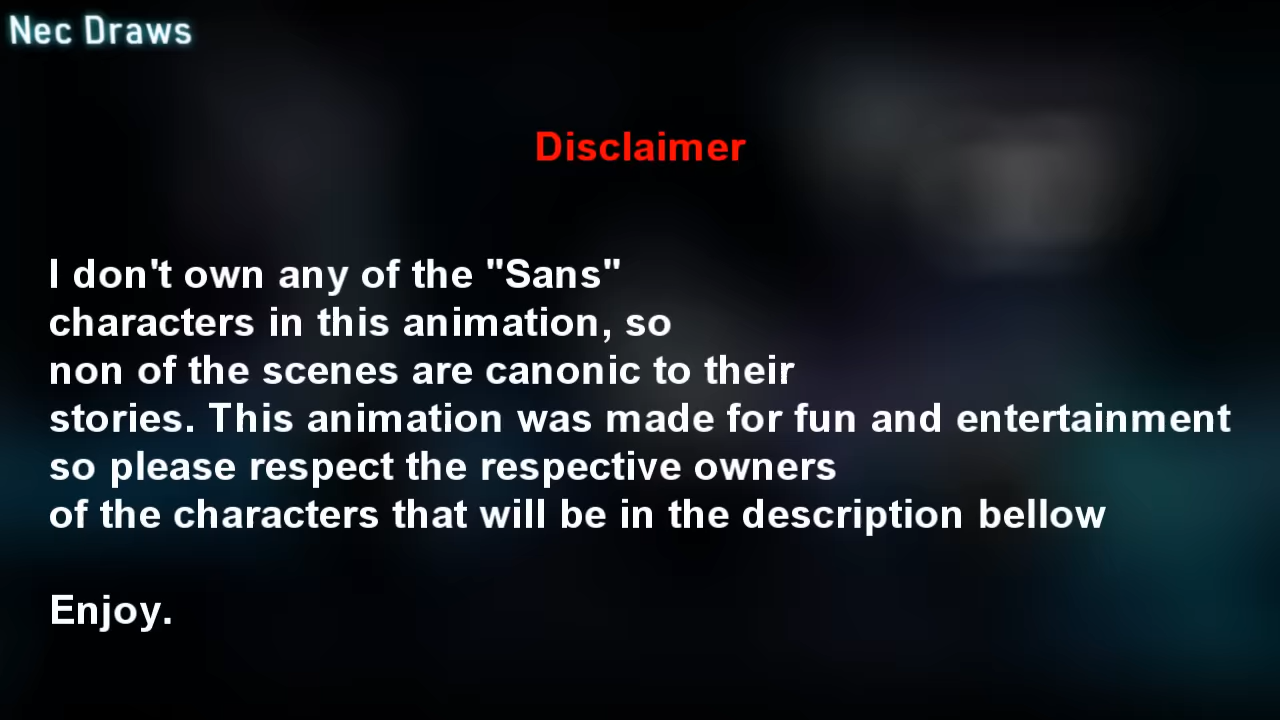 Nec Draws
Disclaimer
I don't own any of the "Sans"
characters in this animation, so
non of the scenes are canonic to their
stories. This animation was made for fun and entertainment
so please respect the respective owners
of the characters that will be in the description bellow
Enjoy.